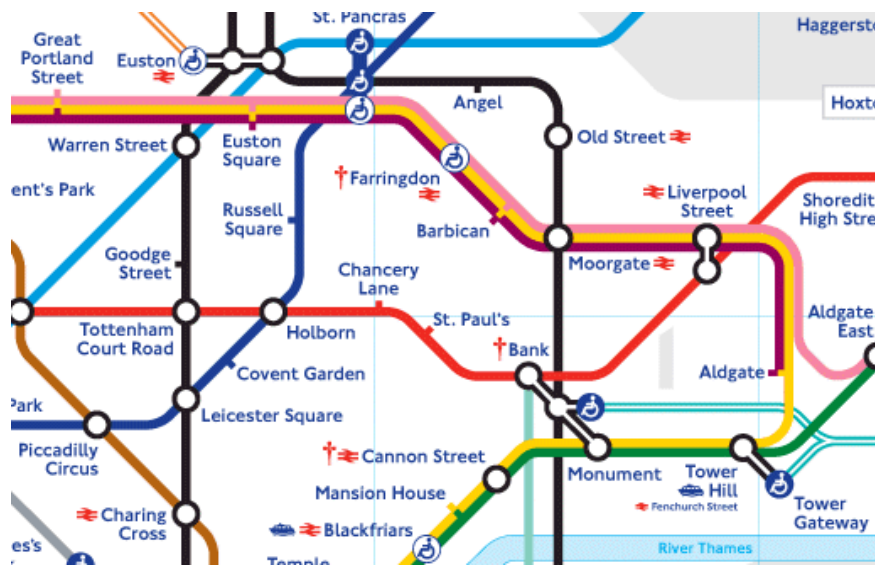 St. Pancras
Haggersto
Great
Portland
Street
Euston
Angel
Hoxto
Warren Street
Euston
Square
Old Street
ent's Park
†Farringdon
Liverpool
Street
Russell
Square
Barbican
Shoredit
High Stre
Goodge
Street
Moorgate
Chancery
Lane
Tottenham
Court Road
Holborn
St. Paul's
Aldgate
East
†Bank
Covent Garden
Aldgate
Park
Leicester Square
Piccadilly
Circus
†Cannon Street
Monument
Tower
Hill
Fenchurch Street
Mansion House
Tower
Gateway
Charing
Cross
Blackfriars
es's
Temple
River Thames